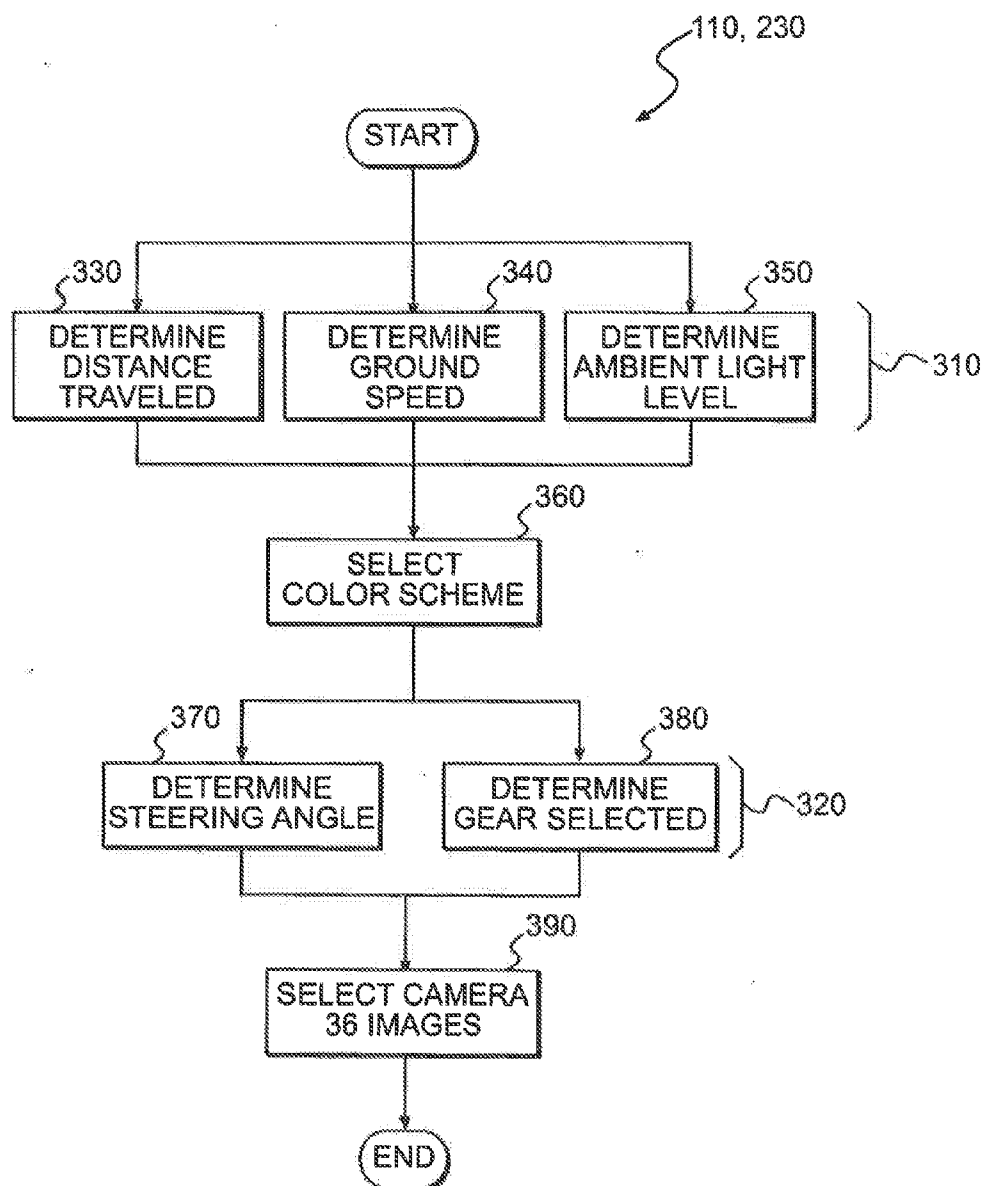 110, 230
START
330
340
350
DETERMINE
DISTANCE
TRAVELED
DETERMINE
GROUND
SPEED
DETERMINE
AMBIENT LIGHT
LEVEL
310
360
SELECT
COLOR SCHEME
370
380
DETERMINE
STEERING ANGLE
DETERMINE
GEAR SELECTED
320
390
SELECT CAMERA
36 IMAGES
END